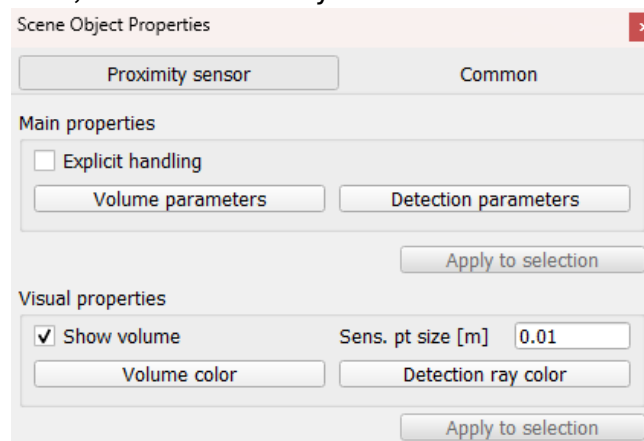 Scene Object Properties
Proximity sensor Common
Main properties
Explicit handling
Volume parameters Detection parameters
Apply to selection
Visual properties
Show volume Sens. pt size [m] 0.01
Volume color Detection ray color
Apply to selection